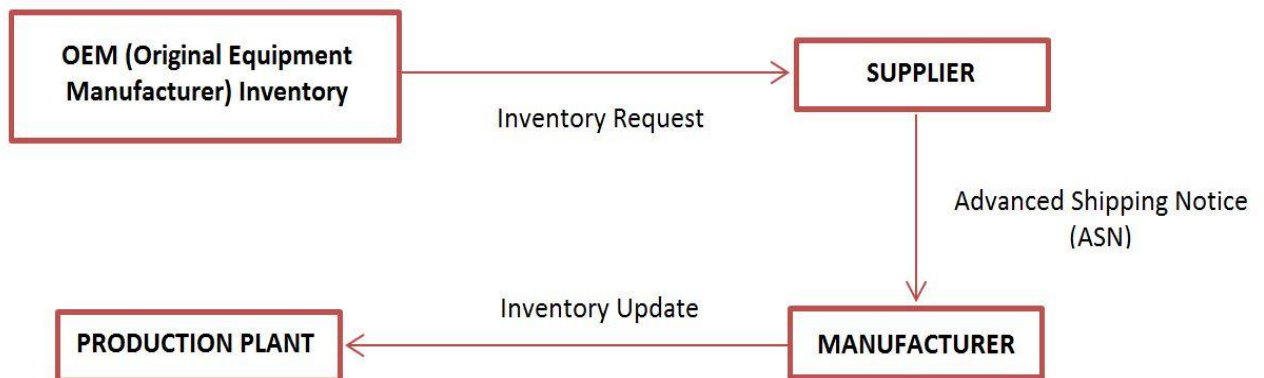 OEM (Original Equipment
Manufacturer) Inventory
SUPPLIER
Inventory Request
Advanced Shipping Notice
(ASN)
Inventory Update
PRODUCTION PLANT
MANUFACTURER